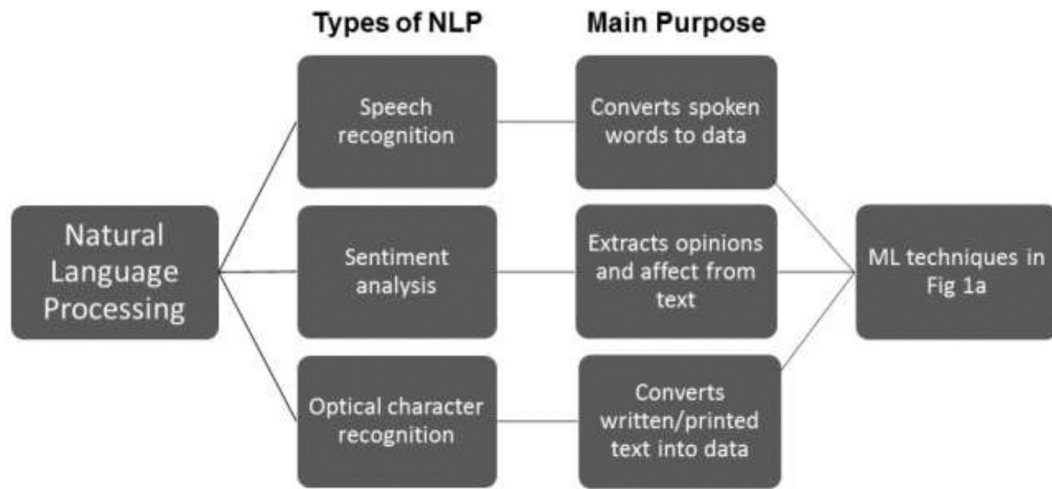 Types of NLP
Main Purpose
Speech
recognition
Converts spoken
words to data
Natural
Language
Processing
Sentiment
analysis
Extracts opinions
and affect from
text
ML techniques in
Fig 1a
Optical character
recognition
Converts
written/printed
text into data